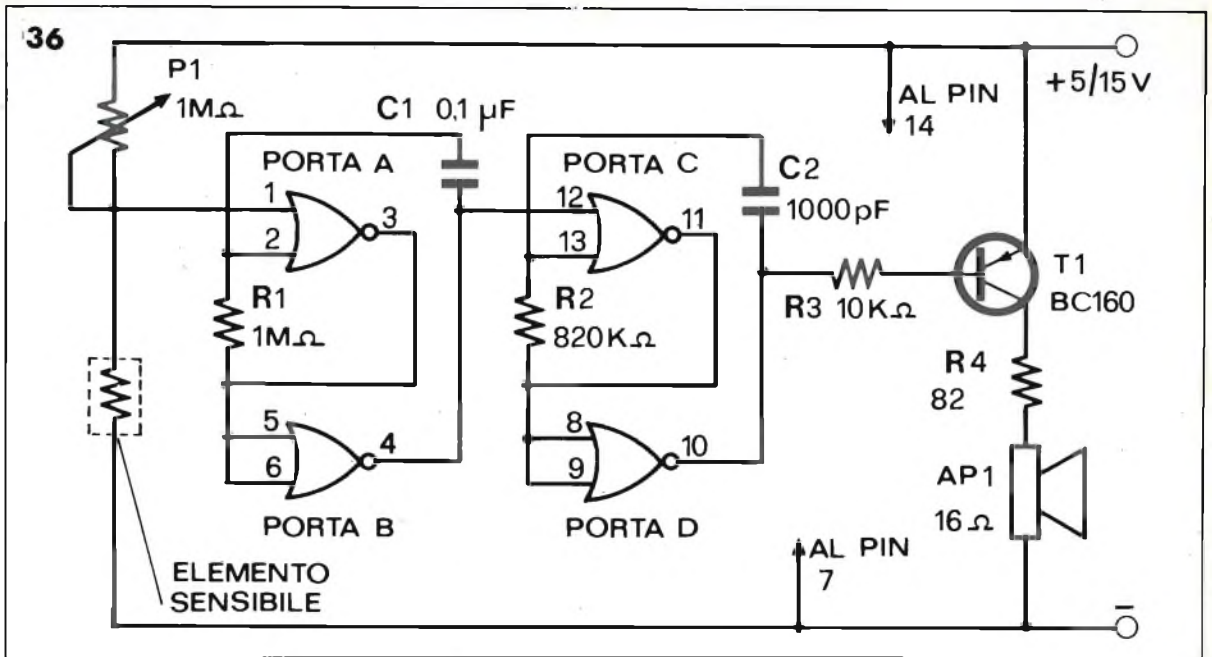 36
P1
1MΩ
C1 0,1 µF
AL PIN
14
+5/15V
PORTA A
PORTA C
C2
1000pF
1
2
3
12
13
11
R1
1MΩ
R2
820KΩ
R3 10KΩ
T1
BC160
R4
82
5
6
4
8
9
10
AP1
16Ω
PORTA B
PORTA D
AL PIN
7
ELEMENTO
SENSIBILE
+
−